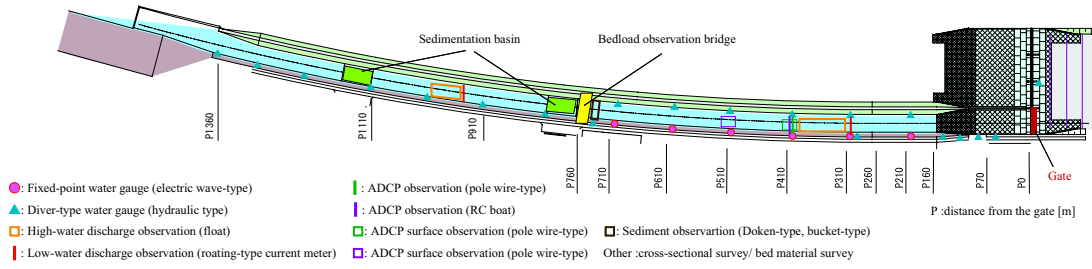 Sedimentation basin
Bedload observation bridge
P1360
P1110
P910
P760
P710
P610
P510
P410
P310
P260
P210
P160
P70
P0
Gate
P :distance from the gate [m]
: Fixed-point water gauge (electric wave-type)
: Diver-type water gauge (hydraulic type)
: High-water discharge observation (float)
: Low-water discharge observation (roating-type current meter)
: ADCP observation (pole wire-type)
: ADCP observation (RC boat)
: ADCP surface observation (pole wire-type)
: ADCP surface observation (pole wire-type)
: Sediment observartion (Doken-type, bucket-type)
Other :cross-sectional survey/ bed material survey